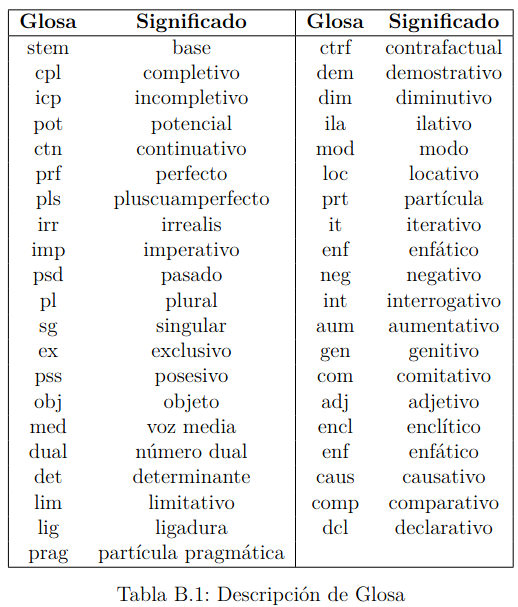 Glosa Significado Glosa Significado
stem base ctrf contrafactual
cpl completivo dem demostrativo
icp incompletivo dim diminutivo
pot potencial ila ilativo
ctn continuativo mod modo
prf perfecto loc locativo
pls pluscuamperfecto prt partícula
irr irrealis it iterativo
imp imperativo enf enfático
psd pasado neg negativo
pl plural int interrogativo
sg singular aum aumentativo
ex exclusivo gen genitivo
pss posesivo com comitativo
obj objeto adj adjetivo
med voz media encl enclítico
dual número dual enf enfático
det determinante caus causativo
lim limitativo comp comparativo
lig ligadura dcl declarativo
prag partícula pragmática
Tabla B.1: Descripción de Glosa